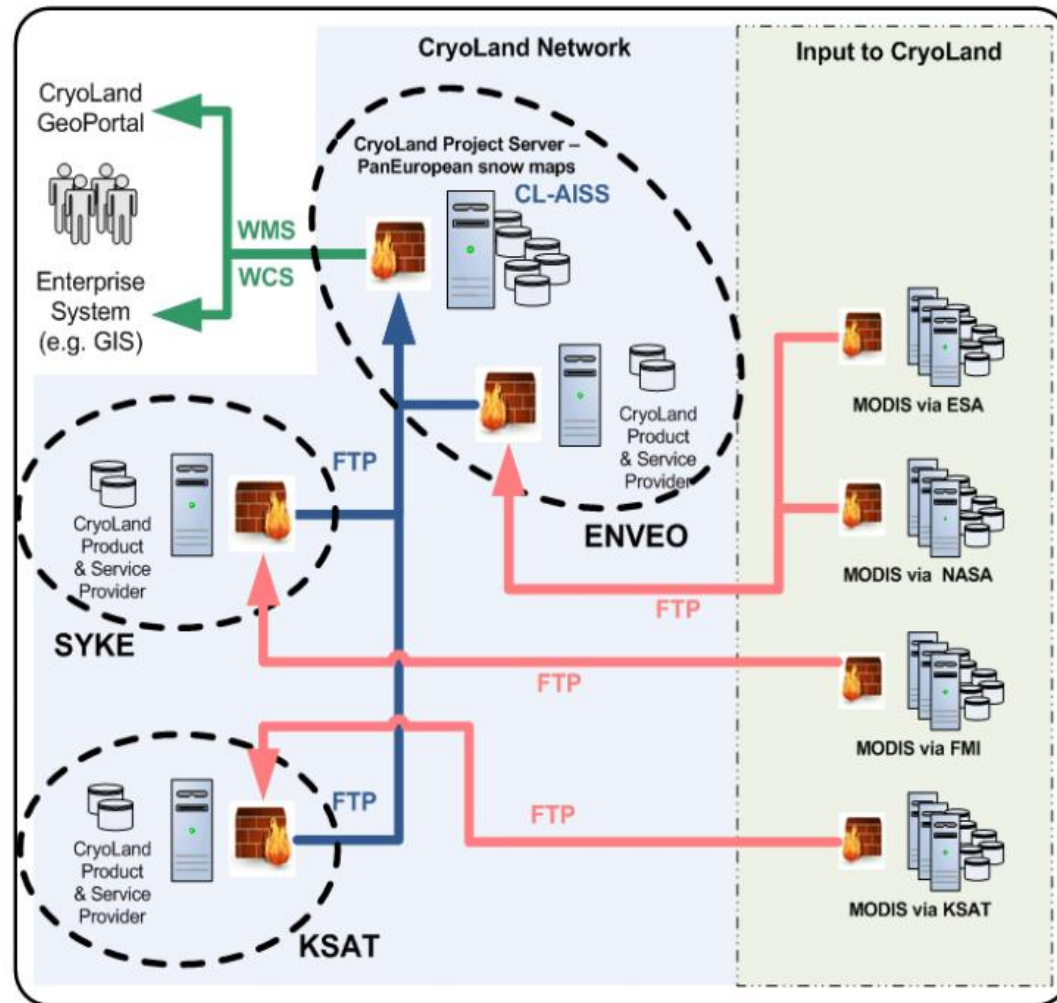 CryoLand Network
Input to CryoLand
CryoLand
GeoPortal
Enterprise
System
(e.g. GIS)
WMS
WCS
CryoLand Project Server –
PanEuropean snow maps
CL-AISS
CryoLand
Product
& Service
Provider
ENVEO
FTP
CryoLand
Product
& Service
Provider
SYKE
FTP
CryoLand
Product
& Service
Provider
KSAT
FTP
FTP
FTP
MODIS via ESA
MODIS via NASA
MODIS via FMI
MODIS via KSAT